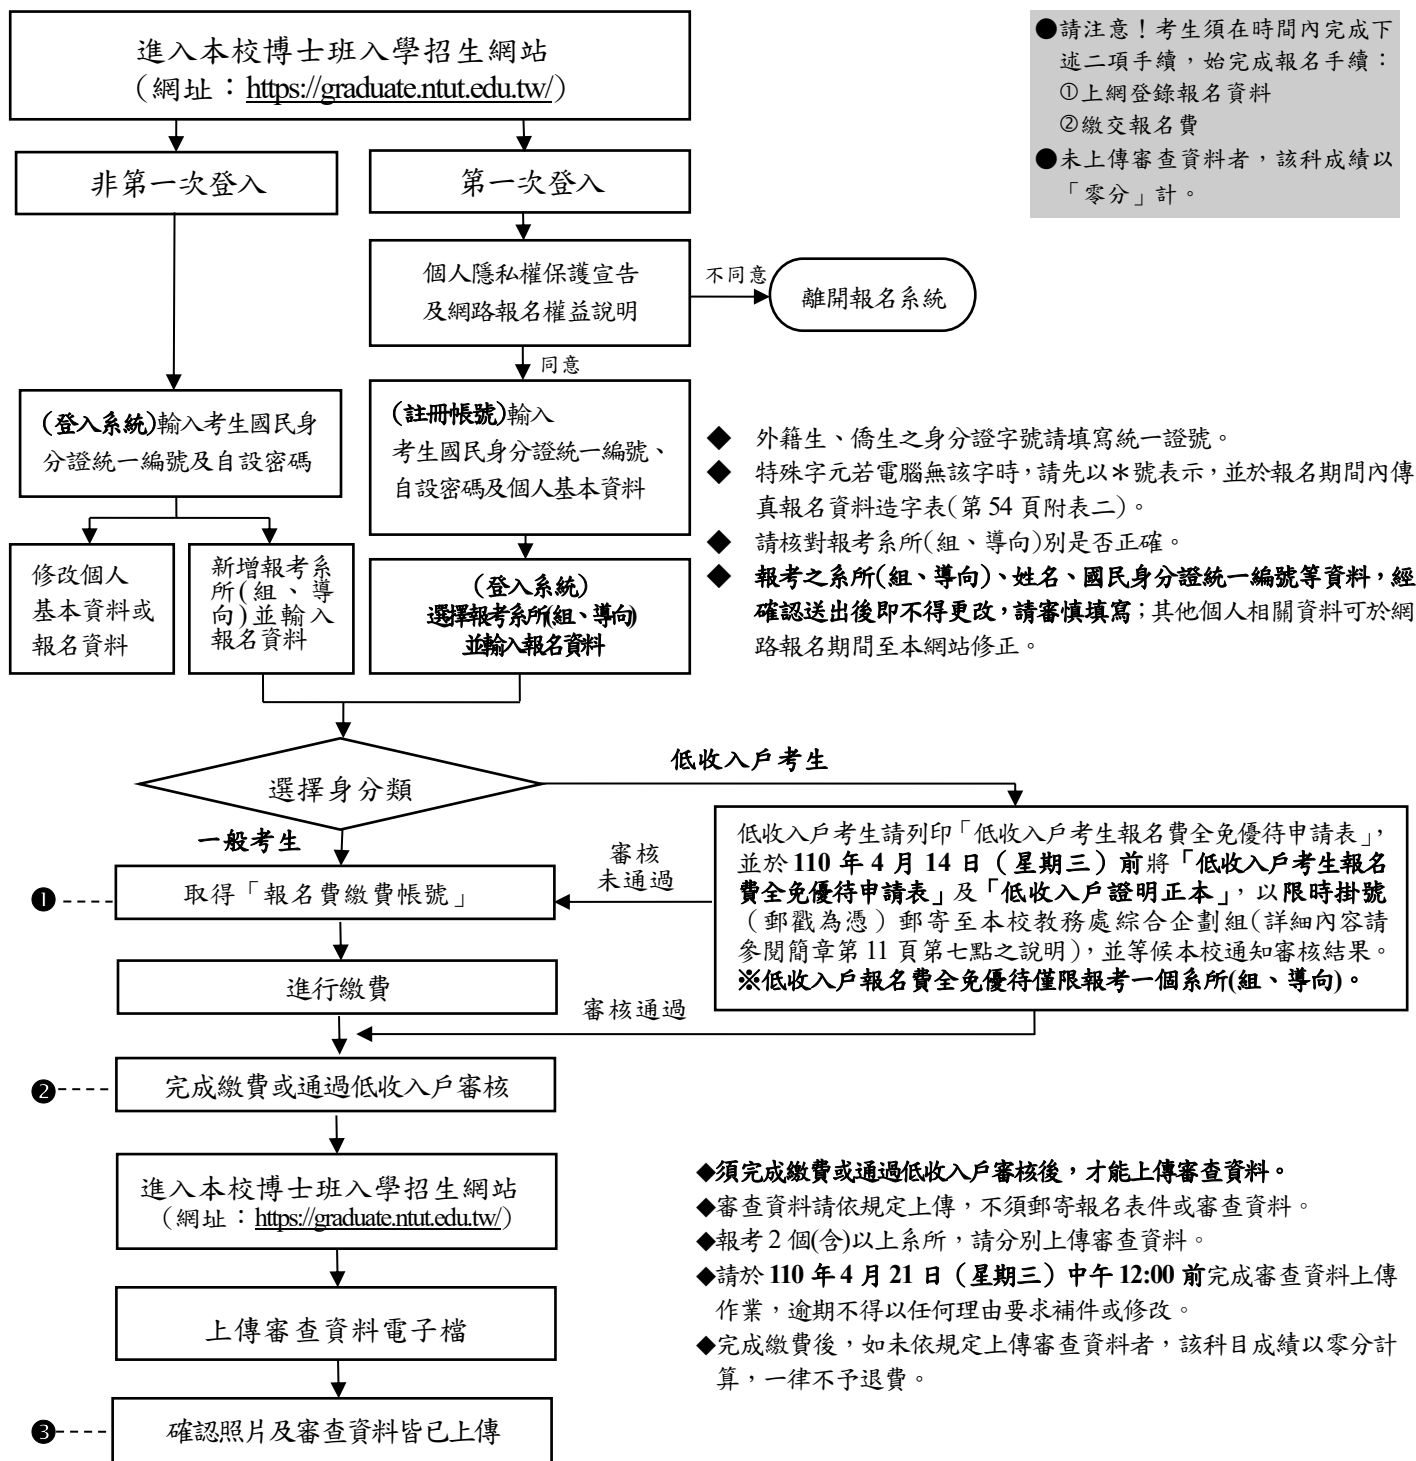 進入本校博士班入學招生網站
（網址：https://graduate.ntut.edu.tw/）
●請注意！考生須在時間內完成下
述二項手續，始完成報名手續：
①上網登錄報名資料
②繳交報名費
●未上傳審查資料者，該科成績以
「零分」計。
非第一次登入
第一次登入
個人隱私權保護宣告
及網路報名權益說明
不同意
離開報名系統
同意
(登入系統)輸入考生國民身
分證統一編號及自設密碼
(註冊帳號)輸入
考生國民身分證統一編號、
自設密碼及個人基本資料
◆ 外籍生、僑生之身分證字號請填寫統一證號。
◆ 特殊字元若電腦無該字時，請先以＊號表示，並於報名期間內傳
真報名資料造字表(第 54 頁附表二)。
◆ 請核對報考系所(組、導向)別是否正確。
◆ 報考之系所(組、導向)、姓名、國民身分證統一編號等資料，經
確認送出後即不得更改，請審慎填寫；其他個人相關資料可於網
路報名期間至本網站修正。
修改個人
基本資料或
報名資料
新增報考系
所(組、導
向)並輸入
報名資料
(登入系統)
選擇報考系所(組、導向)
並輸入報名資料
選擇身分類
低收入戶考生
一般考生
低收入戶考生請列印「低收入戶考生報名費全免優待申請表」，
並於 110 年 4 月 14 日（星期三）前將「低收入戶考生報名
費全免優待申請表」及「低收入戶證明正本」，以限時掛號
（郵戳為憑）郵寄至本校教務處綜合企劃組(詳細內容請
參閱簡章第 11 頁第七點之說明)，並等候本校通知審核結果。
※低收入戶報名費全免優待僅限報考一個系所(組、導向)。
審核
未通過
❶
取得「報名費繳費帳號」
進行繳費
審核通過
❷
完成繳費或通過低收入戶審核
進入本校博士班入學招生網站
（網址：https://graduate.ntut.edu.tw/）
◆須完成繳費或通過低收入戶審核後，才能上傳審查資料。
◆審查資料請依規定上傳，不須郵寄報名表件或審查資料。
◆報考 2 個(含)以上系所，請分別上傳審查資料。
◆請於 110 年 4 月 21 日（星期三）中午 12:00 前完成審查資料上傳
作業，逾期不得以任何理由要求補件或修改。
◆完成繳費後，如未依規定上傳審查資料者，該科目成績以零分計
算，一律不予退費。
上傳審查資料電子檔
❸
確認照片及審查資料皆已上傳